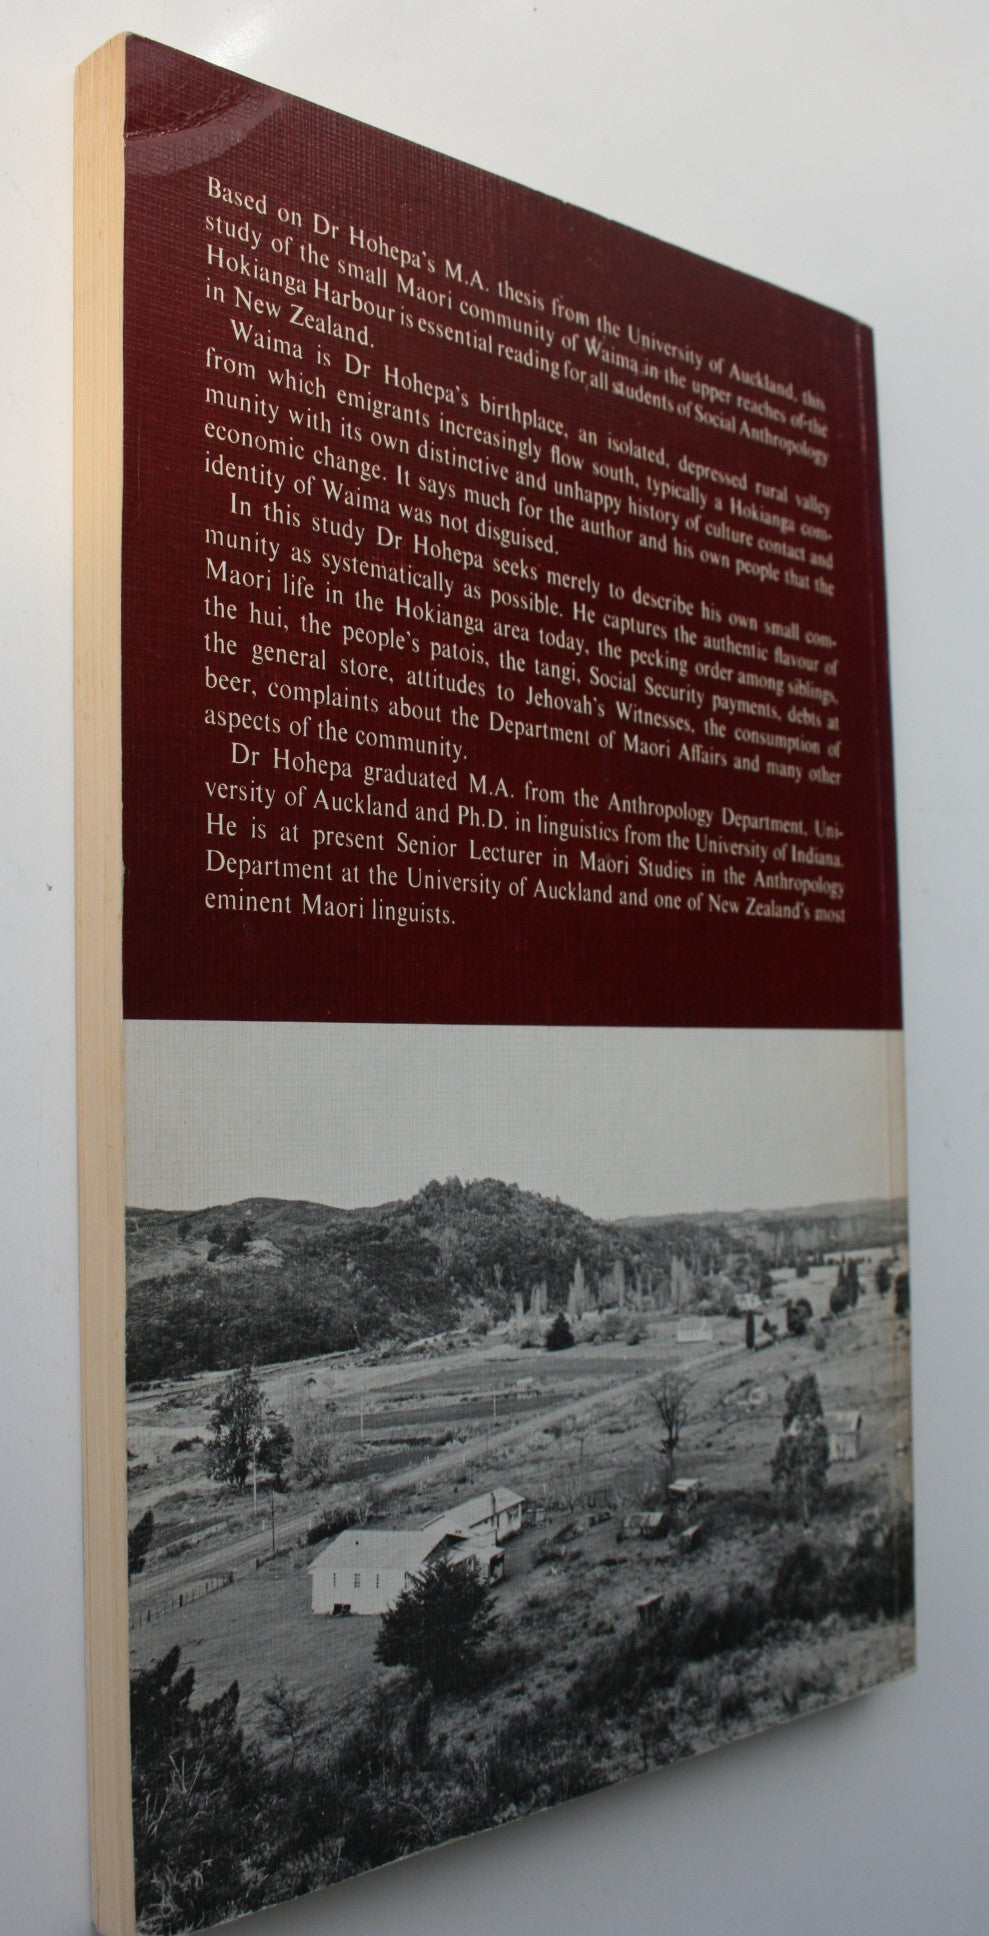 Based on Dr Hohepa's M.A. thesis from the University of Auckland, this
study of the small Maori community of Waima in the upper reaches of the
Hokianga Harbour is essential reading for all students of Social Anthropology
in New Zealand.
Waima is Dr Hohepa's birthplace, an isolated, depressed rural valley
from which emigrants increasingly flow south, typically a Hokianga com-
munity with its own distinctive and unhappy history of culture contact and
economic change. It says much for the author and his own people that the
identity of Waima was not disguised.
In this study Dr Hohepa seeks merely to describe his own small com-
munity as systematically as possible. He captures the authentic flavour of
Maori life in the Hokianga area today, the pecking order among siblings,
the hui, the people's patois, the tangi, Social Security payments, debts at
the general store, attitudes to Jehovah's Witnesses, the consumption of
beer, complaints about the Department of Maori Affairs and many other
aspects of the community.
Dr Hohepa graduated M.A. from the Anthropology Department, Uni-
versity of Auckland and Ph.D. in linguistics from the University of Indiana.
He is at present Senior Lecturer in Maori Studies in the Anthropology
Department at the University of Auckland and one of New Zealand's most
eminent Maori linguists.